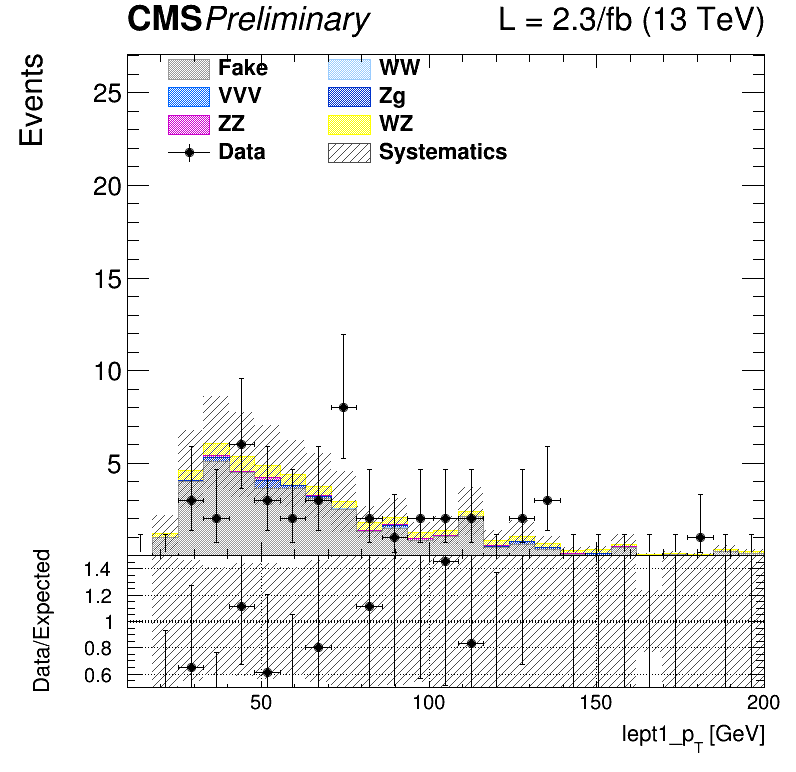 CMS Preliminary L = 2.3/fb (13 TeV)
Events
Fake WW
VVV Zg
ZZ WZ
Data Systematics
25
20
15
10
5
Data/Expected
1.4
1.2
1
0.8
0.6
50 100 150 200
lept1_pT [GeV]